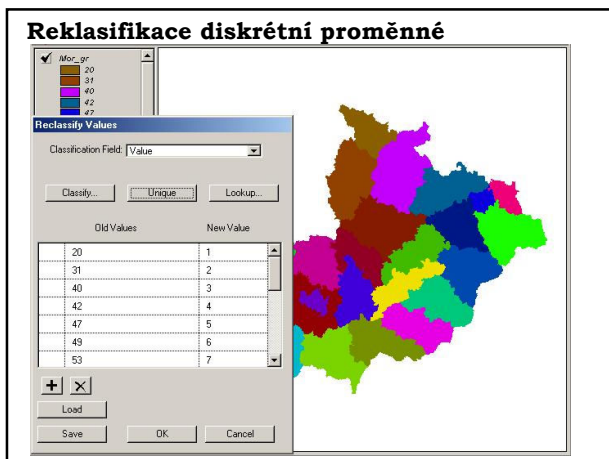 Reklasifikace diskrétní proměnné
Mor_gr
20
31
40
42
47
Reclassify Values
Classification Field: Value
Classify... Unique Lookup...
Old Values New Value
20 1
31 2
40 3
42 4
47 5
49 6
53 7
Load
Save OK Cancel